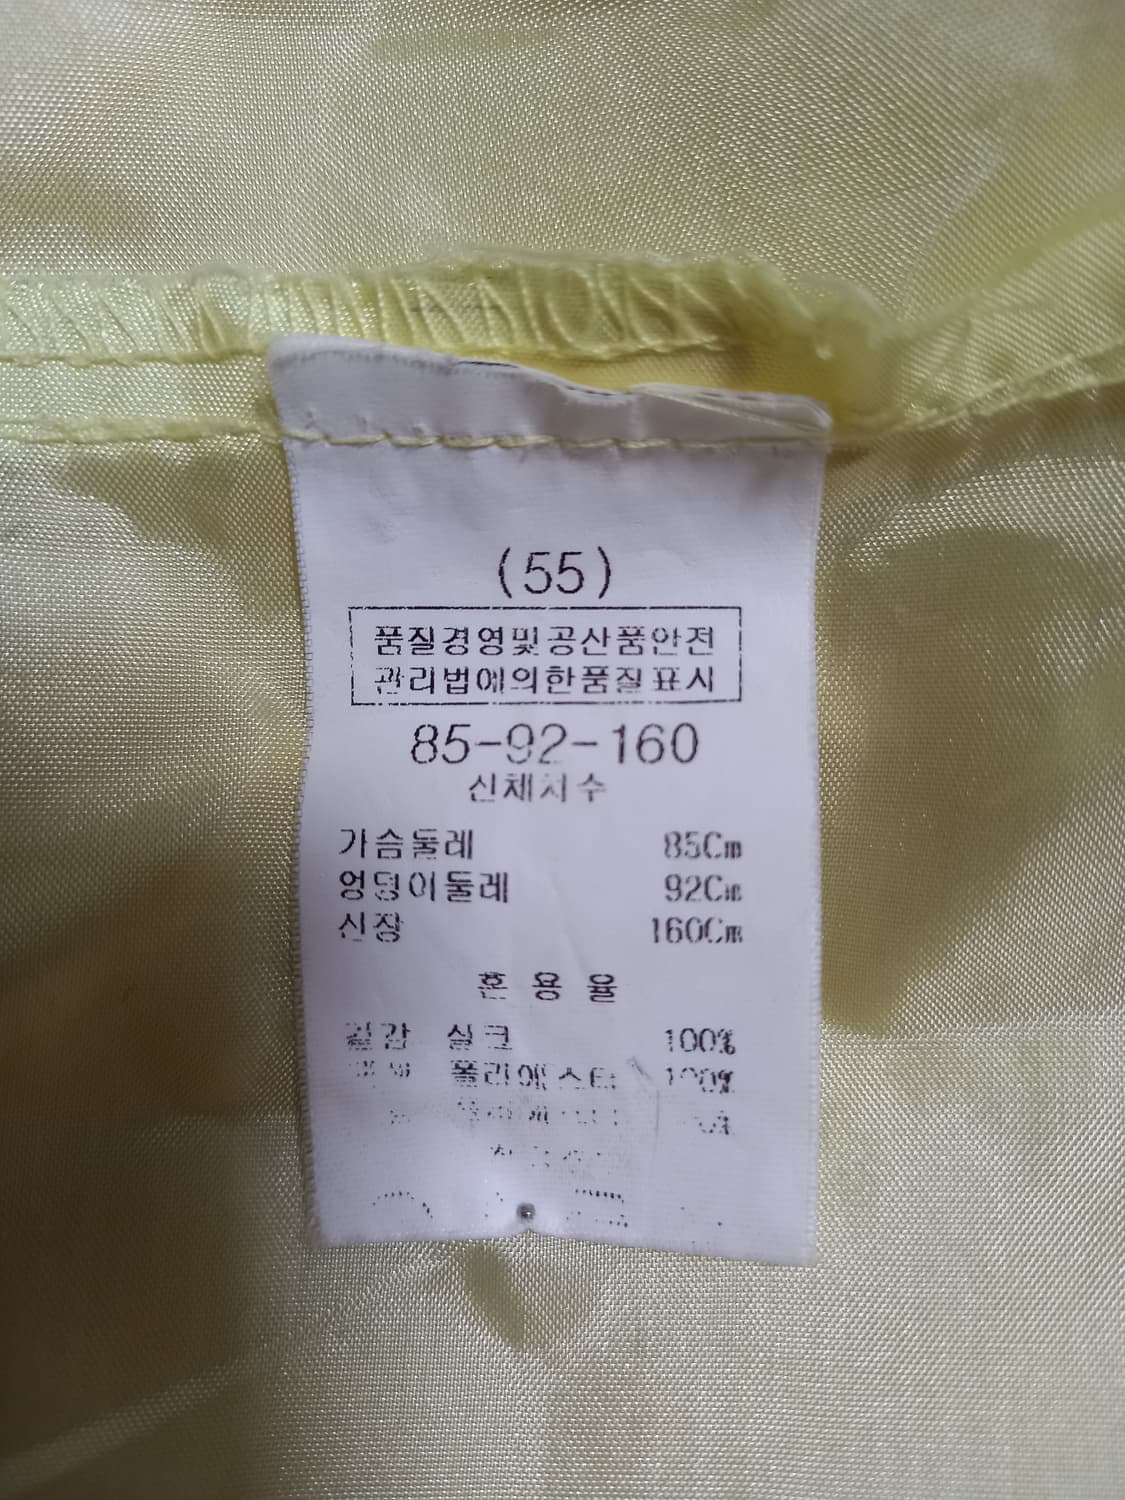 (55)
품질경영및공산품안전
관리법에의한품질표시
85-92-160
신체치수
가슴둘레 85Cm
엉덩이둘레 92Cm
신장 160Cm
혼 용 율
겉감 실크 100%
폴리에스터 100%